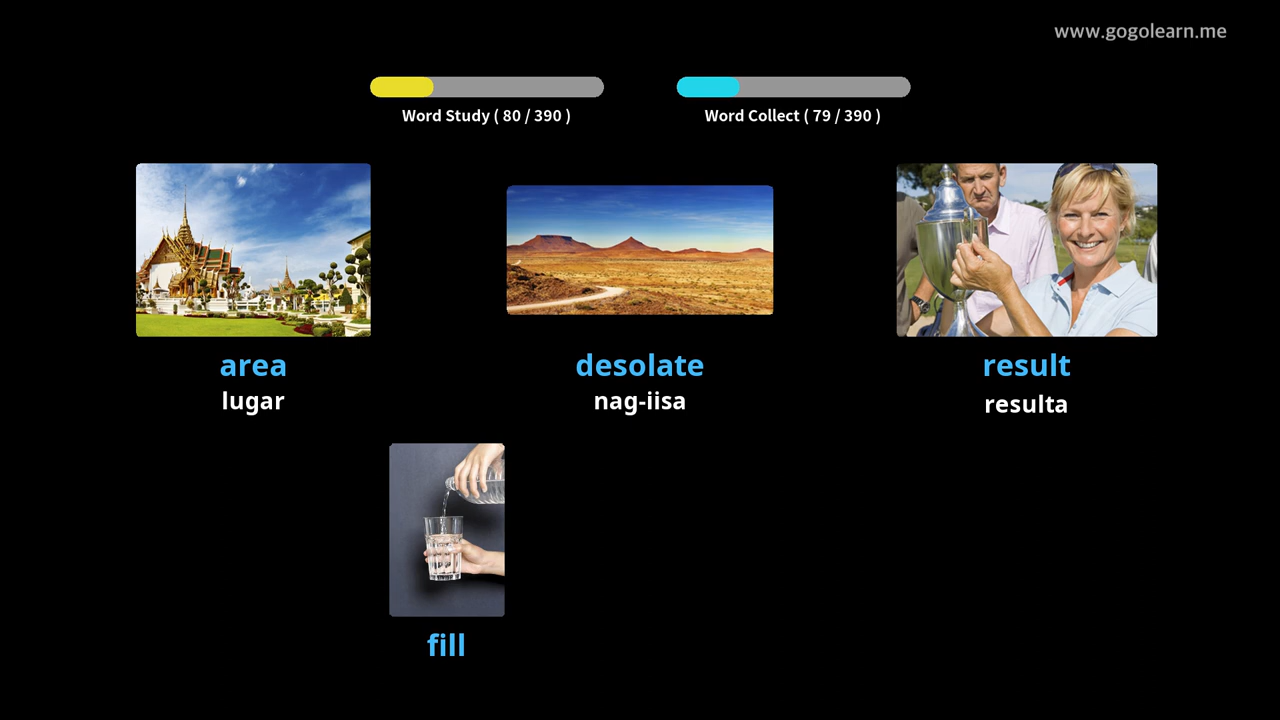 www.gogolearn.me
Word Study ( 80 / 390 )
Word Collect ( 79 / 390 )
area
lugar
desolate
nag-iisa
result
resulta
fill